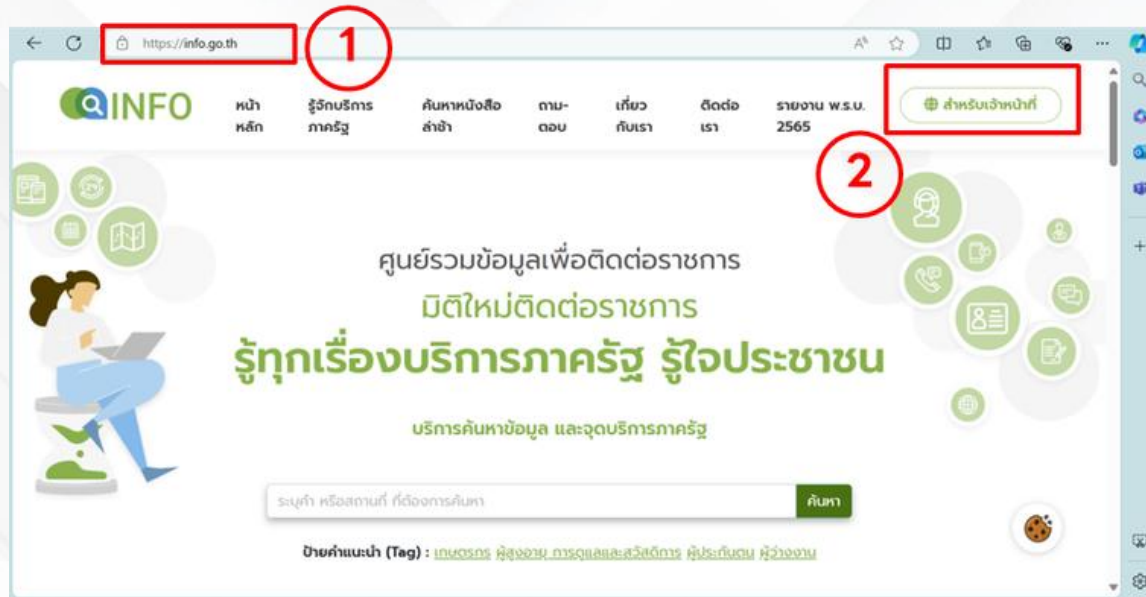 https://info.go.th
1
INFO
หน้า
หลัก
รู้จักบริการ
ภาครัฐ
ค้นหาหนังสือ
ล่าช้า
ถาม-
ตอบ
เกี่ยว
กับเรา
ติดต่อ
เรา
รายงาน พ.ร.บ.
2565
สำหรับเจ้าหน้าที่
2
ศูนย์รวมข้อมูลเพื่อติดต่อราชการ
มิติใหม่ติดต่อราชการ
รู้ทุกเรื่องบริการภาครัฐ รู้ใจประชาชน
บริการค้นหาข้อมูล และจุดบริการภาครัฐ
ระบุคำ หรือสถานที่ ที่ต้องการค้นหา
ค้นหา
ป้ายคำแนะนำ (Tag) : เกษตรกร ผู้สูงอายุ การดูแลและสวัสดิการ ผู้ประกันตน ผู้ว่างงาน